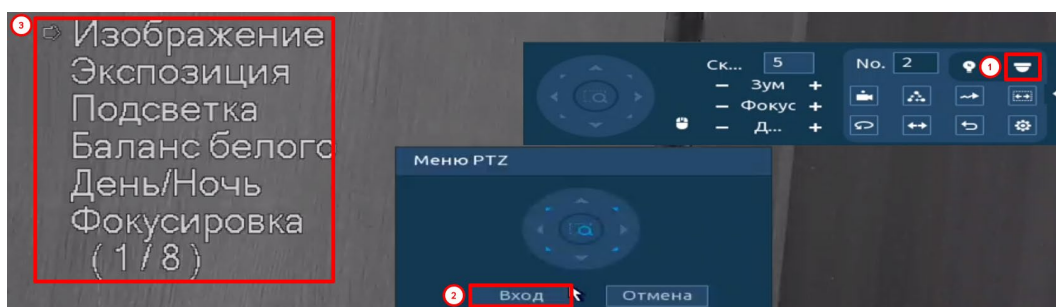 3
Изображение
Экспозиция
Подсветка
Баланс белого
День/Ночь
Фокусировка
(1/8)
Ск... 5
No. 2
1
– Зум +
– Фокус +
– Д... +
Меню PTZ
2
Вход
Отмена